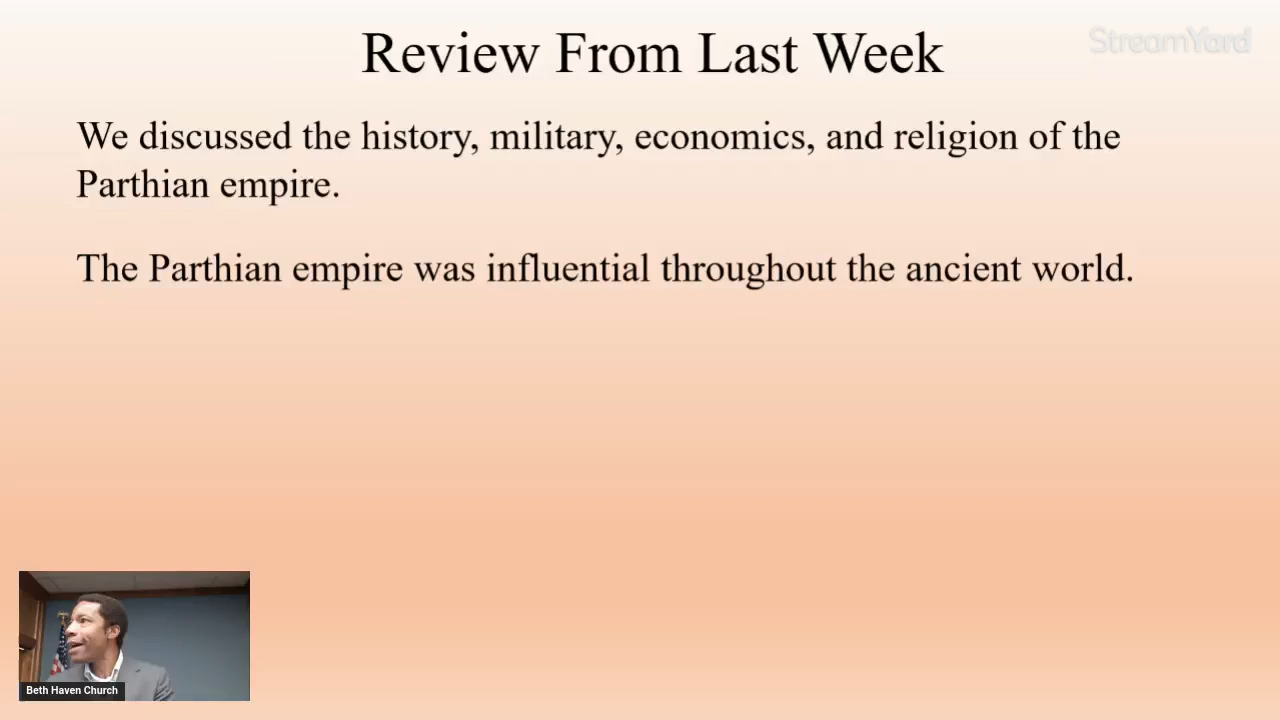 Review From Last Week
StreamYard
We discussed the history, military, economics, and religion of the
Parthian empire.
The Parthian empire was influential throughout the ancient world.
Beth Haven Church